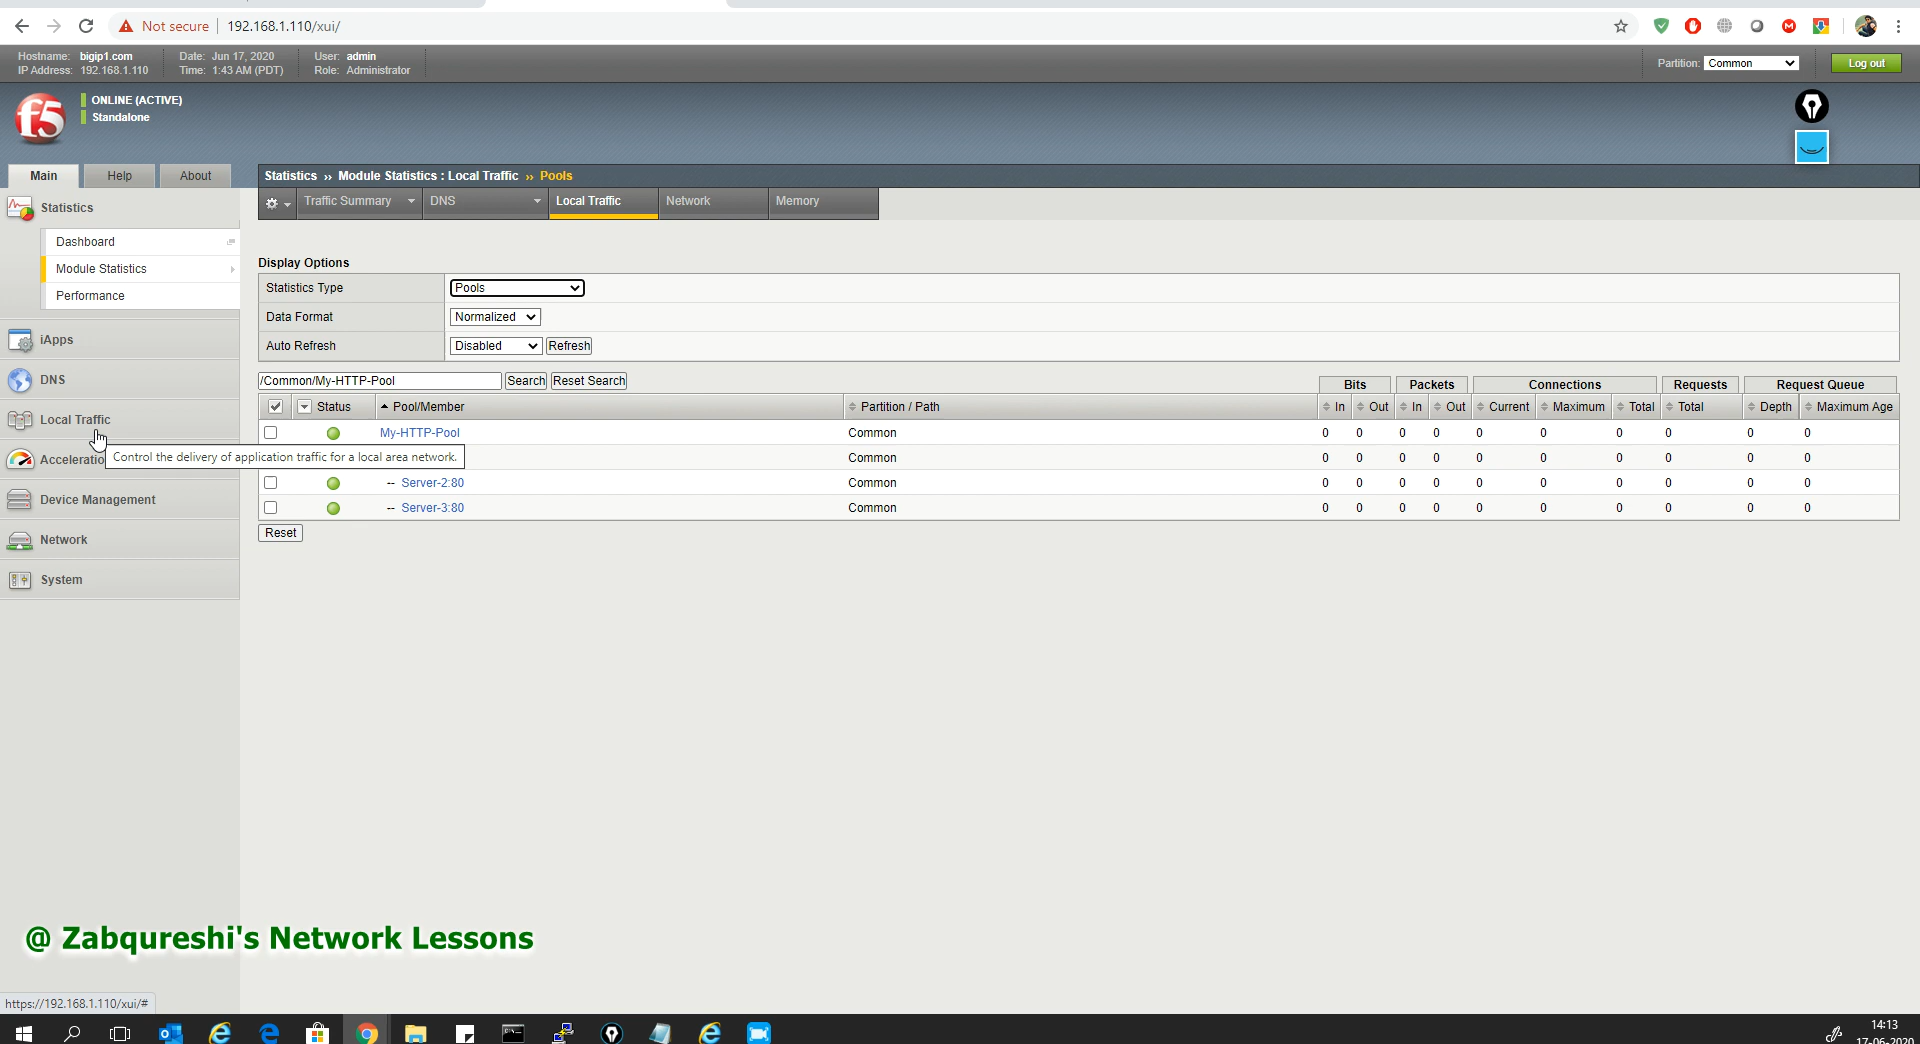 Not secure 192.168.1.110/xui/
Hostname: bigip1.com Date: Jun 17, 2020 User: admin
IP Address: 192.168.1.110 Time: 1:43 AM (PDT) Role: Administrator
Partition: Common Log out
f5
ONLINE (ACTIVE)
Standalone
Main Help About
Statistics ›› Module Statistics : Local Traffic ›› Pools
Traffic Summary DNS Local Traffic Network Memory
Statistics
Dashboard
Module Statistics
Performance
iApps
DNS
Local Traffic
Control the delivery of application traffic for a local area network.
Acceleratio
Device Management
Network
System
Display Options
Statistics Type Pools
Data Format Normalized
Auto Refresh Disabled Refresh
/Common/My-HTTP-Pool Search Reset Search
Bits Packets Connections Requests Request Queue
Status Pool/Member Partition / Path In Out In Out Current Maximum Total Total Depth Maximum Age
My-HTTP-Pool Common 0 0 0 0 0 0 0 0 0 0
Common 0 0 0 0 0 0 0 0 0 0
-- Server-2:80 Common 0 0 0 0 0 0 0 0 0 0
-- Server-3:80 Common 0 0 0 0 0 0 0 0 0 0
Reset
@ Zabqureshi's Network Lessons
https://192.168.1.110/xui/#
14:13
17-06-2020